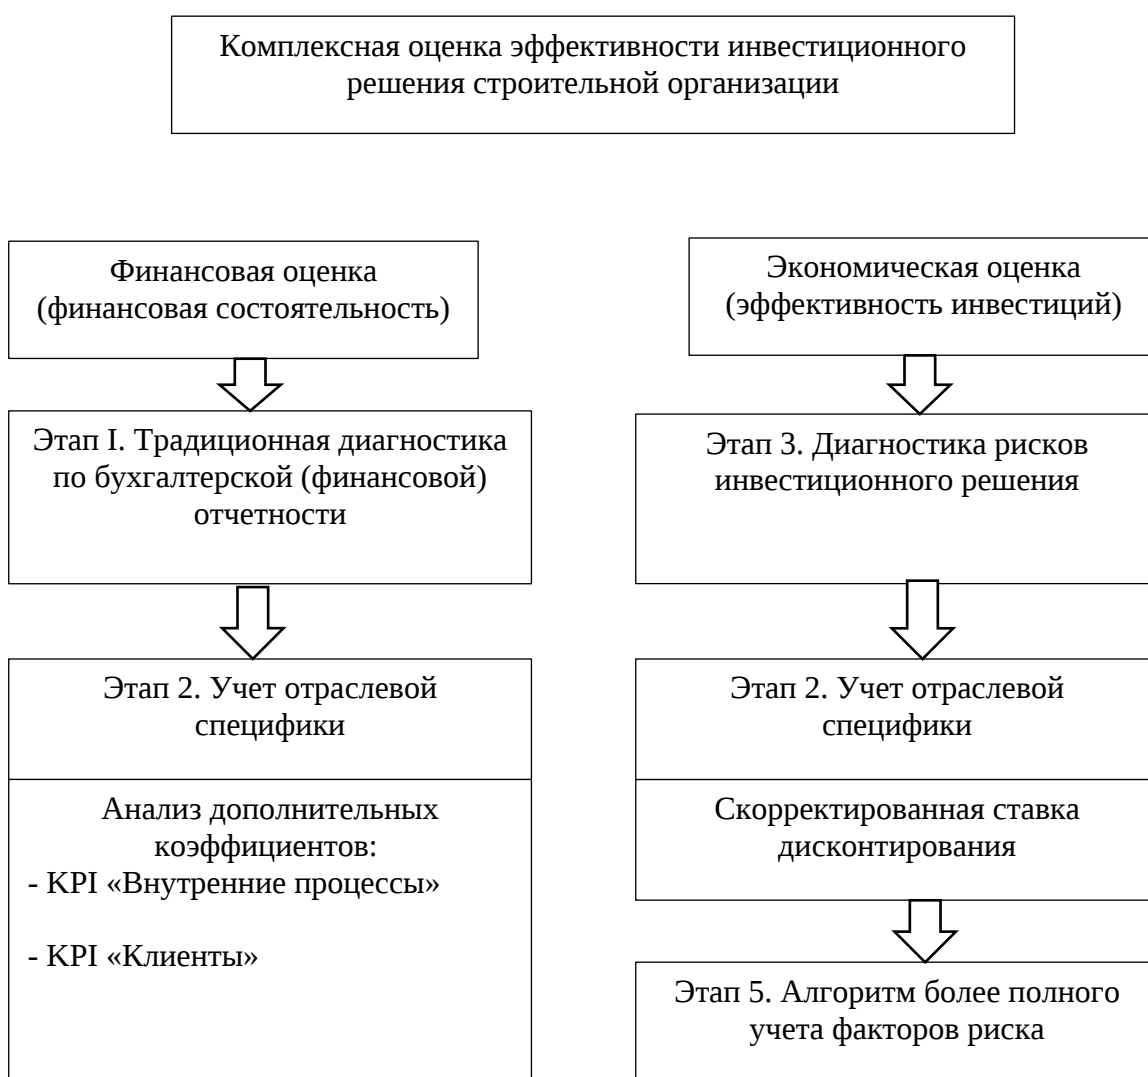 Комплексная оценка эффективности инвестиционного
решения строительной организации
Финансовая оценка
(финансовая состоятельность)
Этап I. Традиционная диагностика
по бухгалтерской (финансовой)
отчетности
Этап 2. Учет отраслевой
специфики
Анализ дополнительных
коэффициентов:
- KPI «Внутренние процессы»
- KPI «Клиенты»
Экономическая оценка
(эффективность инвестиций)
Этап 3. Диагностика рисков
инвестиционного решения
Этап 2. Учет отраслевой
специфики
Скорректированная ставка
дисконтирования
Этап 5. Алгоритм более полного
учета факторов риска